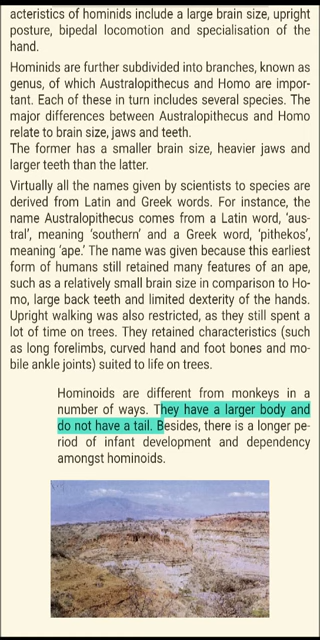 acteristics of hominids include a large brain size, upright
posture, bipedal locomotion and specialisation of the
hand.
Hominids are further subdivided into branches, known as
genus, of which Australopithecus and Homo are impor-
tant. Each of these in turn includes several species. The
major differences between Australopithecus and Homo
relate to brain size, jaws and teeth.
The former has a smaller brain size, heavier jaws and
larger teeth than the latter.
Virtually all the names given by scientists to species are
derived from Latin and Greek words. For instance, the
name Australopithecus comes from a Latin word, ‘aus-
tral’, meaning ‘southern’ and a Greek word, ‘pithekos’,
meaning ‘ape.’ The name was given because this earliest
form of humans still retained many features of an ape,
such as a relatively small brain size in comparison to Ho-
mo, large back teeth and limited dexterity of the hands.
Upright walking was also restricted, as they still spent a
lot of time on trees. They retained characteristics (such
as long forelimbs, curved hand and foot bones and mo-
bile ankle joints) suited to life on trees.
Hominoids are different from monkeys in a
number of ways. They have a larger body and
do not have a tail. Besides, there is a longer pe-
riod of infant development and dependency
amongst hominoids.